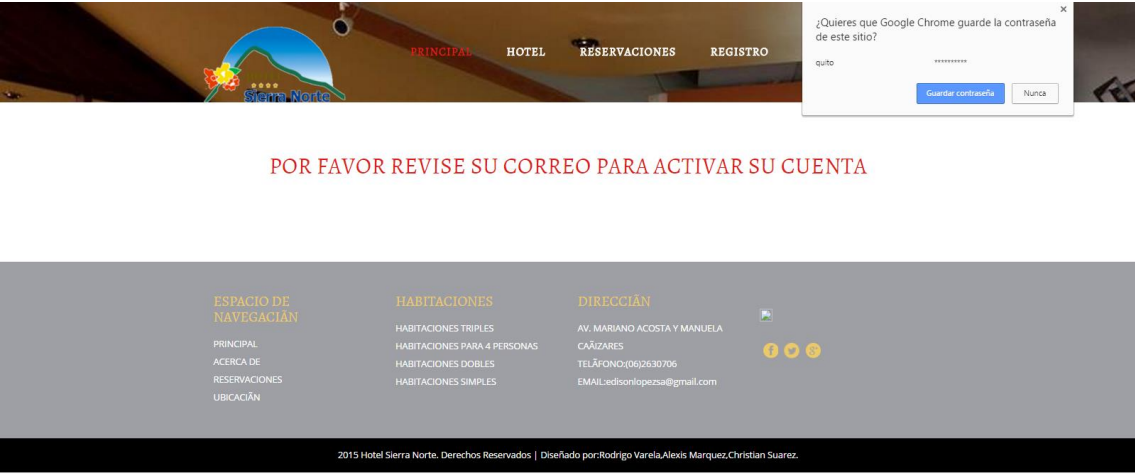 PRINCIPAL HOTEL RESERVACIONES REGISTRO
Sierra Norte
¿Quieres que Google Chrome guarde la contraseña
de este sitio?
quito **********
Guardar contraseña Nunca
POR FAVOR REVISE SU CORREO PARA ACTIVAR SU CUENTA
ESPACIO DE
NAVEGACIÃN
PRINCIPAL
ACERCA DE
RESERVACIONES
UBICACIÃN
HABITACIONES
HABITACIONES TRIPLES
HABITACIONES PARA 4 PERSONAS
HABITACIONES DOBLES
HABITACIONES SIMPLES
DIRECCIÃN
AV. MARIANO ACOSTA Y MANUELA
CAÃIZARES
TELÃFONO:(06)2630706
EMAIL:edisonlopezsa@gmail.com
2015 Hotel Sierra Norte. Derechos Reservados | Diseñado por:Rodrigo Varela,Alexis Marquez,Christian Suarez.